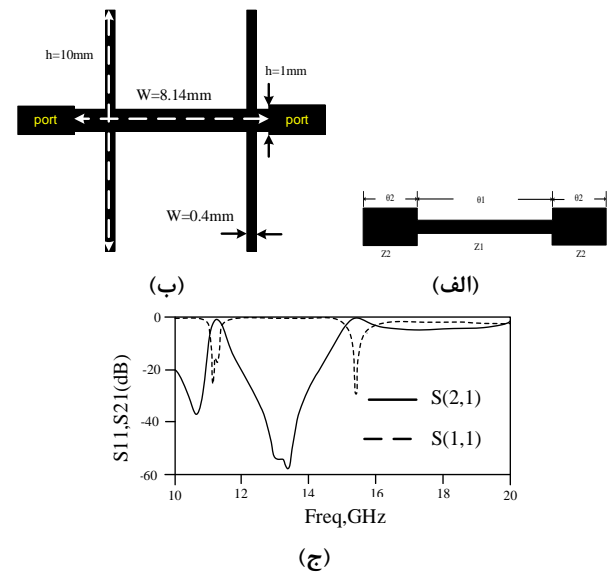 h=10mm
h=1mm
W=8.14mm
port
port
W=0.4mm
(ب)
θ2
θ1
θ2
Z2
Z1
Z2
(الف)
S11,S21(dB)
0
-20
-40
-60
S(2,1)
S(1,1)
10
12
14
16
18
20
Freq,GHz
(ج)